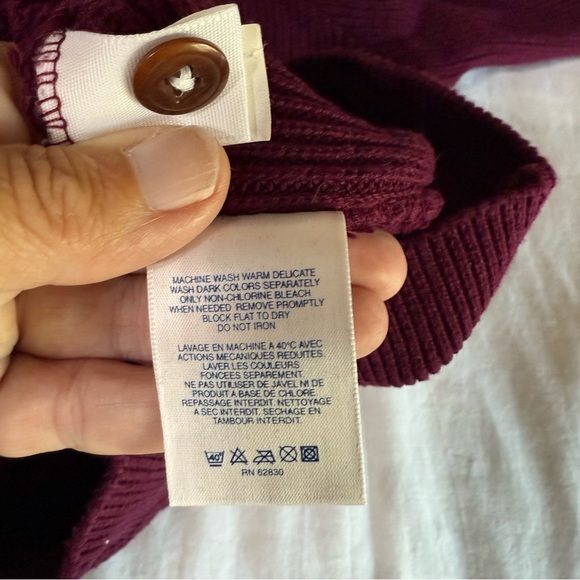 MACHINE WASH WARM DELICATE
WASH DARK COLORS SEPARATELY
ONLY NON-CHLORINE BLEACH
WHEN NEEDED REMOVE PROMPTLY
BLOCK FLAT TO DRY
DO NOT IRON
LAVAGE EN MACHINE A 40°C AVEC
ACTIONS MECANIQUES REDUITES.
LAVER LES COULEURS
FONCEES SEPAREMENT.
NE PAS UTILISER DE JAVEL NI DE
PRODUIT A BASE DE CHLORE.
REPASSAGE INTERDIT. NETTOYAGE
A SEC INTERDIT. SECHAGE EN
TAMBOUR INTERDIT.
40°
RN 62830